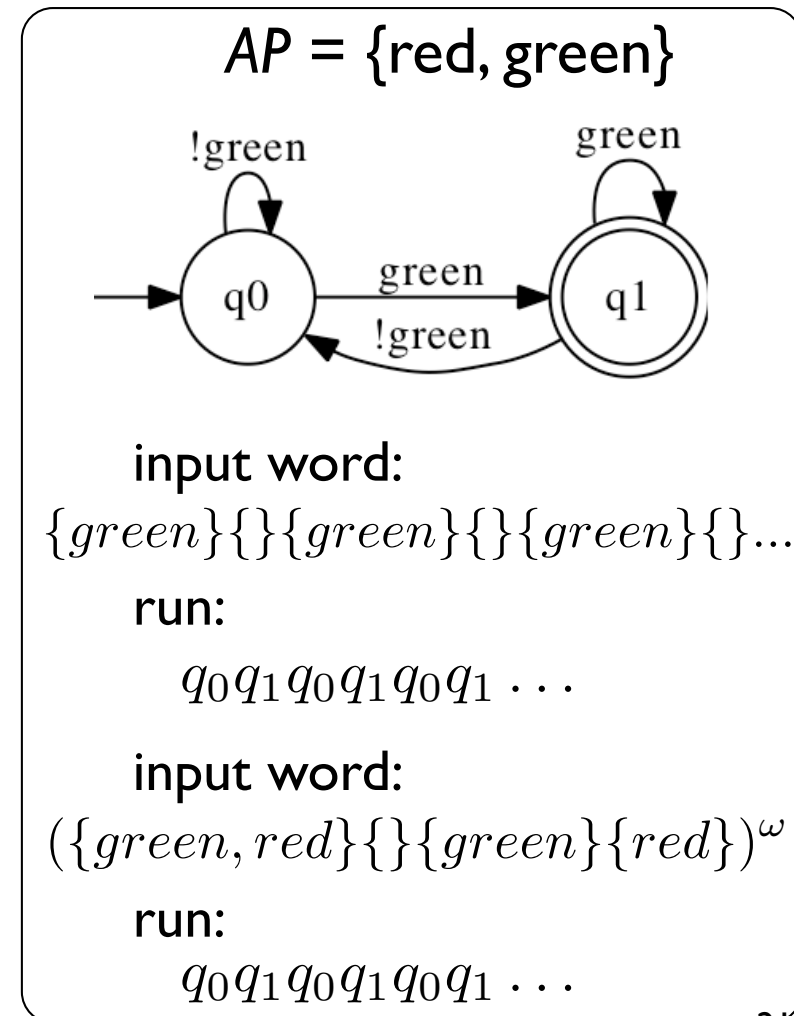 AP = {red, green}
!green
green
q0
green
q1
!green
input word:
{green}{}{green}{}{green}{}...
run:
q₀q₁q₀q₁q₀q₁ ···
input word:
({green, red}{}{green}{red})^ω
run:
q₀q₁q₀q₁q₀q₁ ···